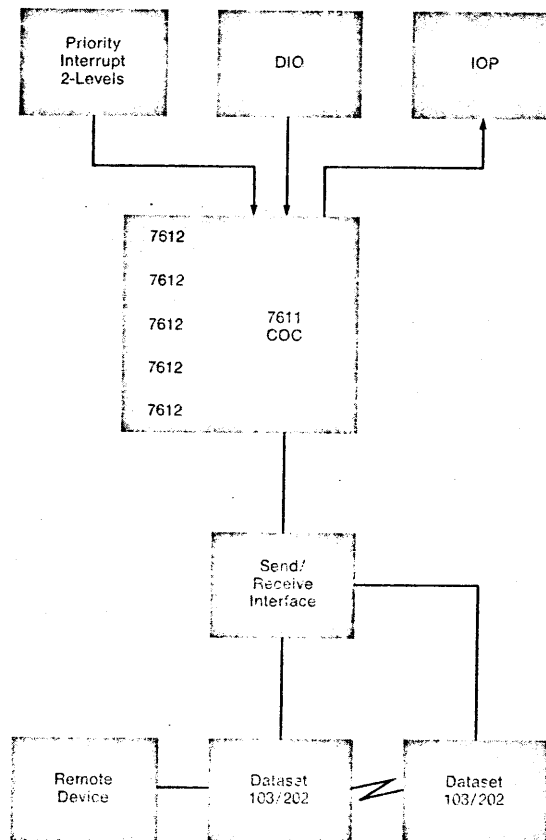 Priority
Interrupt
2-Levels
DIO
IOP
7612
7612
7612
7612
7612
7611
COC
Send/
Receive
Interface
Remote
Device
Dataset
103/202
Dataset
103/202